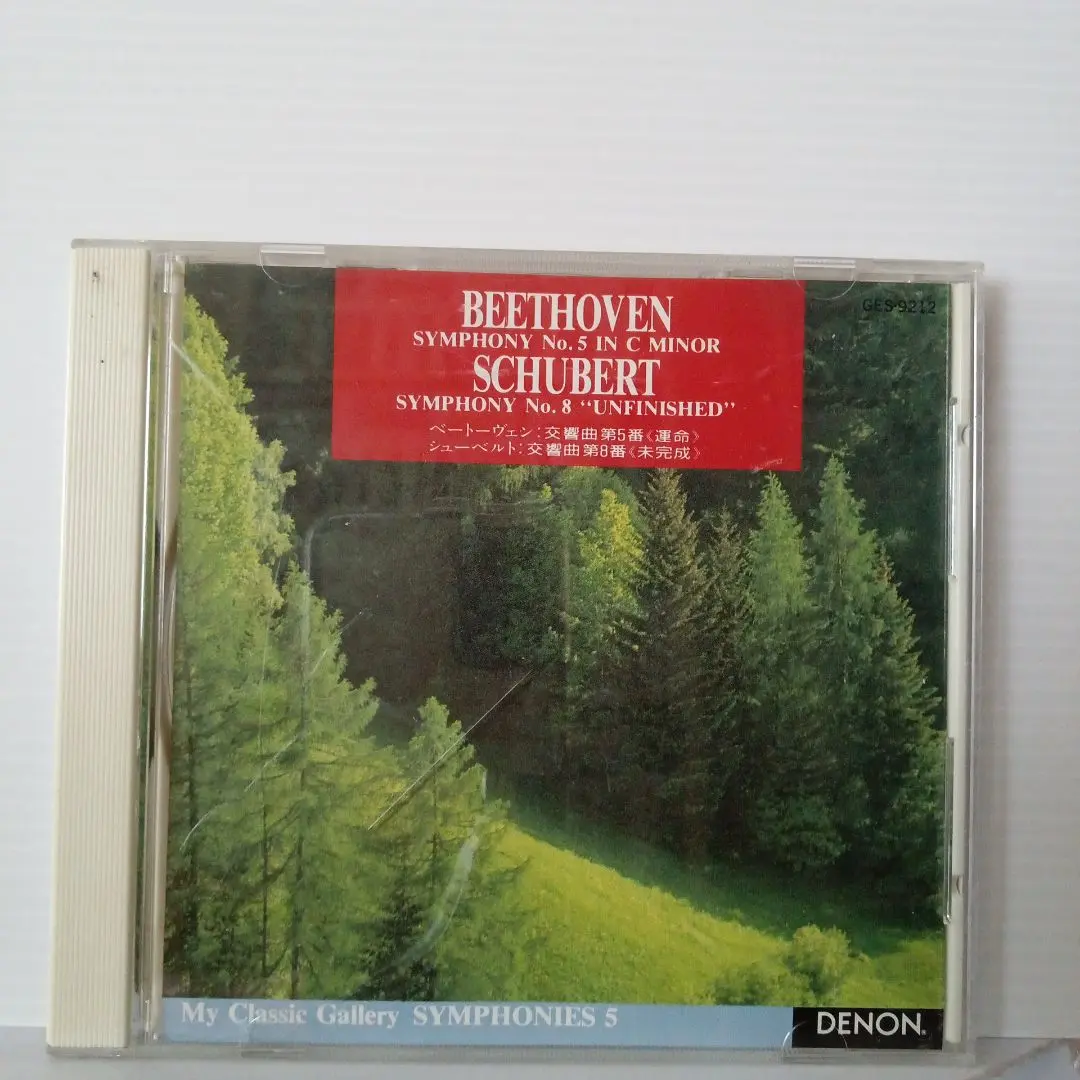 BEETHOVEN
SYMPHONY No. 5 IN C MINOR
SCHUBERT
SYMPHONY No. 8 “UNFINISHED”
ベートーヴェン:交響曲第5番《運命》
シューベルト:交響曲第8番《未完成》
GES-9212
My Classic Gallery SYMPHONIES 5
DENON